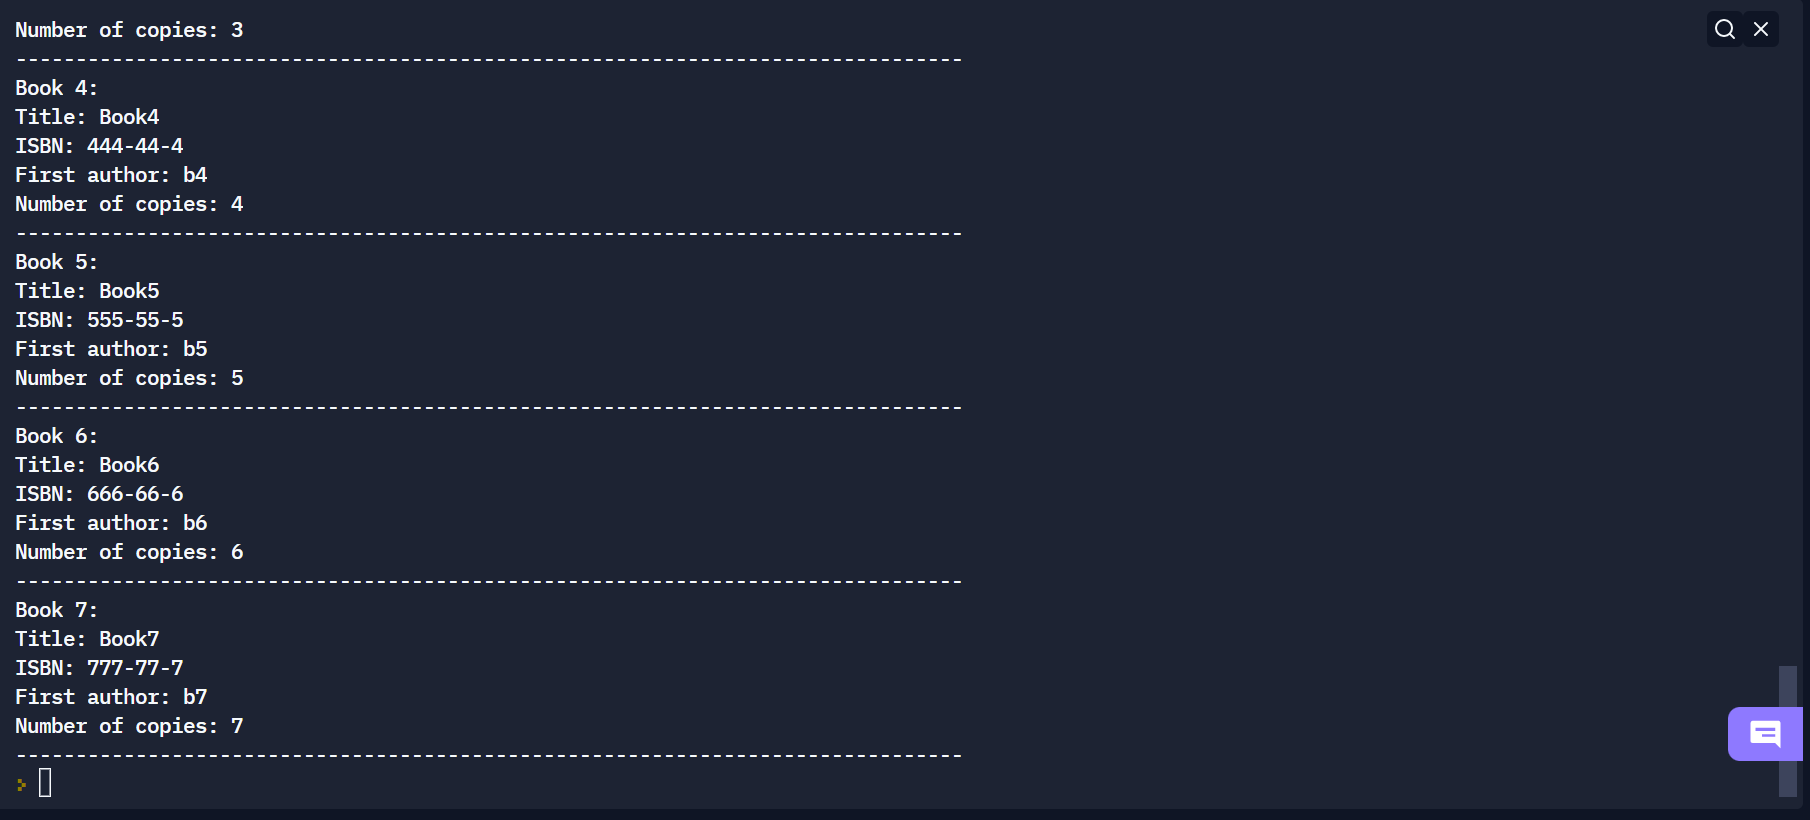 Number of copies: 3
-------------------------------------------------------------------------------
Book 4:
Title: Book4
ISBN: 444-44-4
First author: b4
Number of copies: 4
-------------------------------------------------------------------------------
Book 5:
Title: Book5
ISBN: 555-55-5
First author: b5
Number of copies: 5
-------------------------------------------------------------------------------
Book 6:
Title: Book6
ISBN: 666-66-6
First author: b6
Number of copies: 6
-------------------------------------------------------------------------------
Book 7:
Title: Book7
ISBN: 777-77-7
First author: b7
Number of copies: 7
-------------------------------------------------------------------------------
>